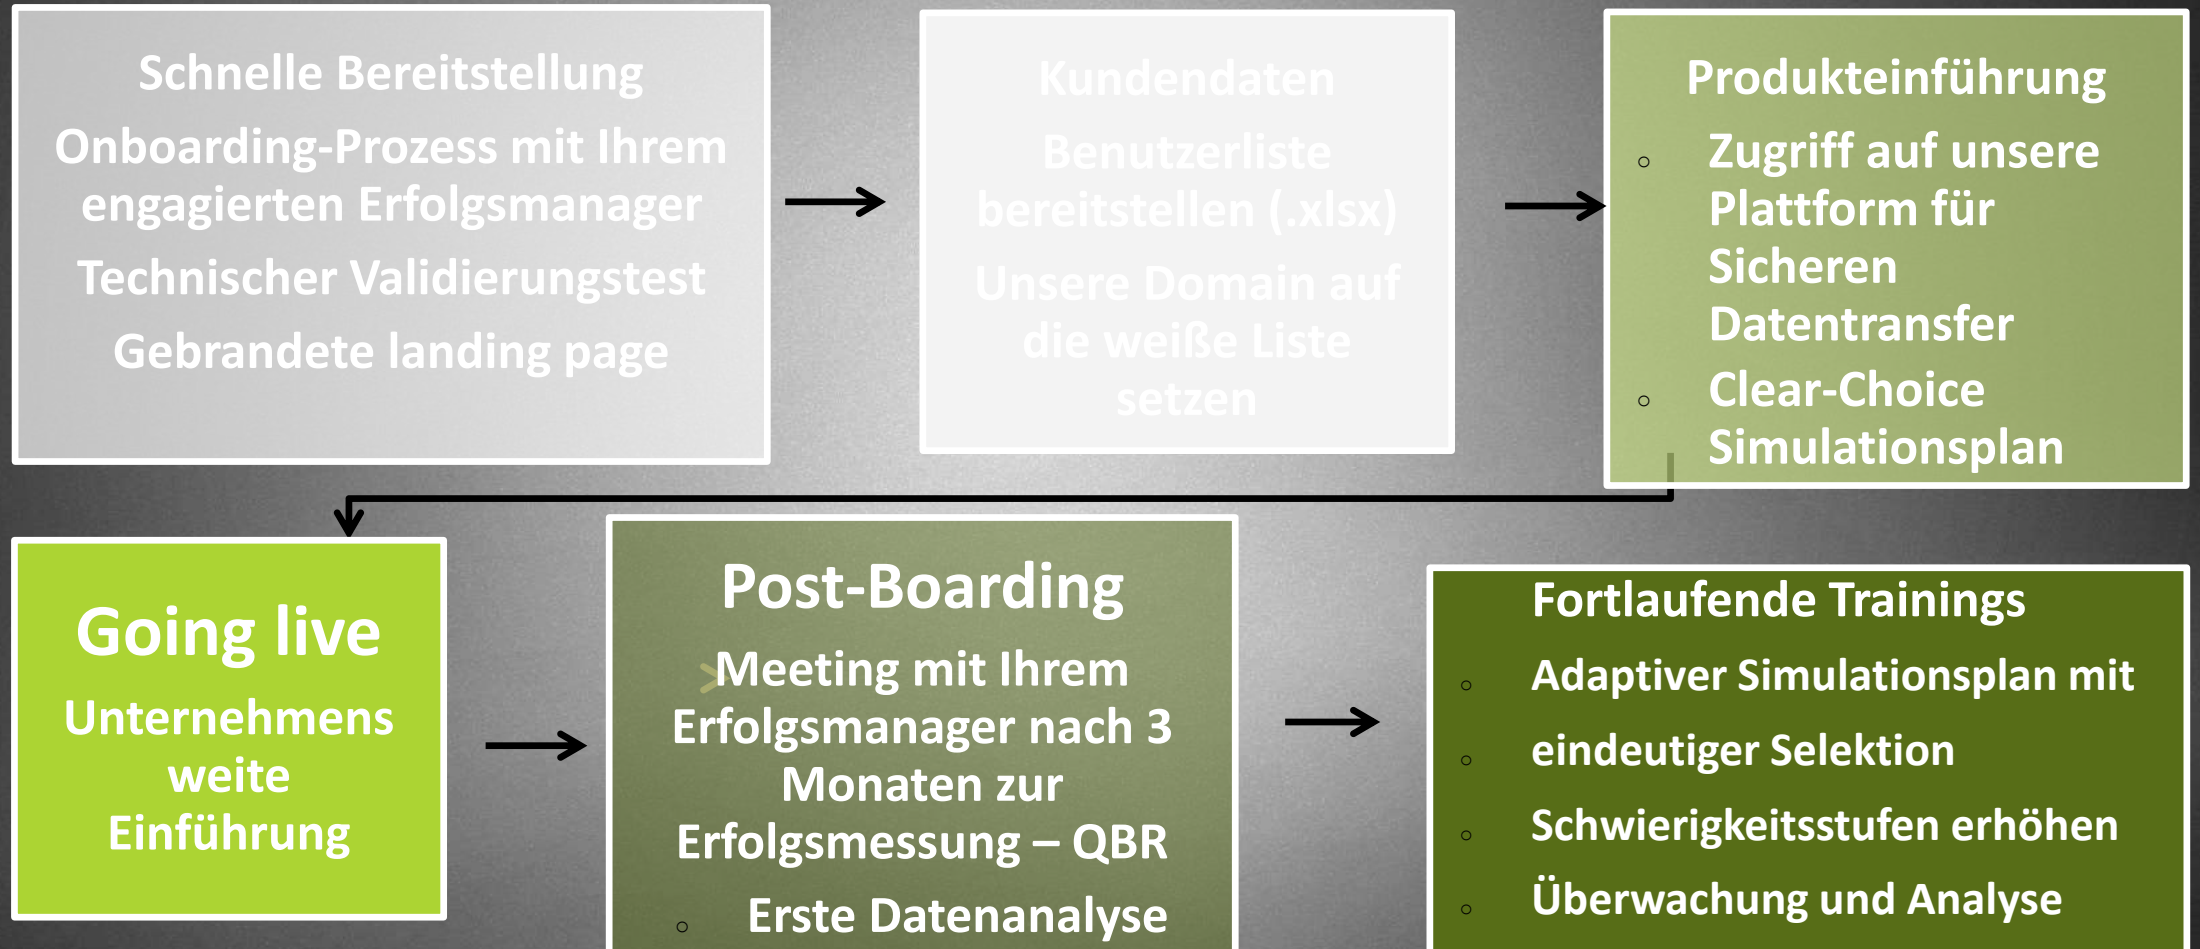 Schnelle Bereitstellung
Onboarding-Prozess mit Ihrem
engagierten Erfolgsmanager
Technischer Validierungstest
Gebrandete landing page
Kundendaten
Benutzerliste
bereitstellen (.xlsx)
Unsere Domain auf
die weiße Liste
setzen
Produkteinführung
Zugriff auf unsere
Plattform für
Sicheren
Datentransfer
Clear-Choice
Simulationsplan
Going live
Unternehmens
weite
Einführung
Post-Boarding
Meeting mit Ihrem
Erfolgsmanager nach 3
Monaten zur
Erfolgsmessung – QBR
Erste Datenanalyse
Fortlaufende Trainings
Adaptiver Simulationsplan mit
eindeutiger Selektion
Schwierigkeitsstufen erhöhen
Überwachung und Analyse